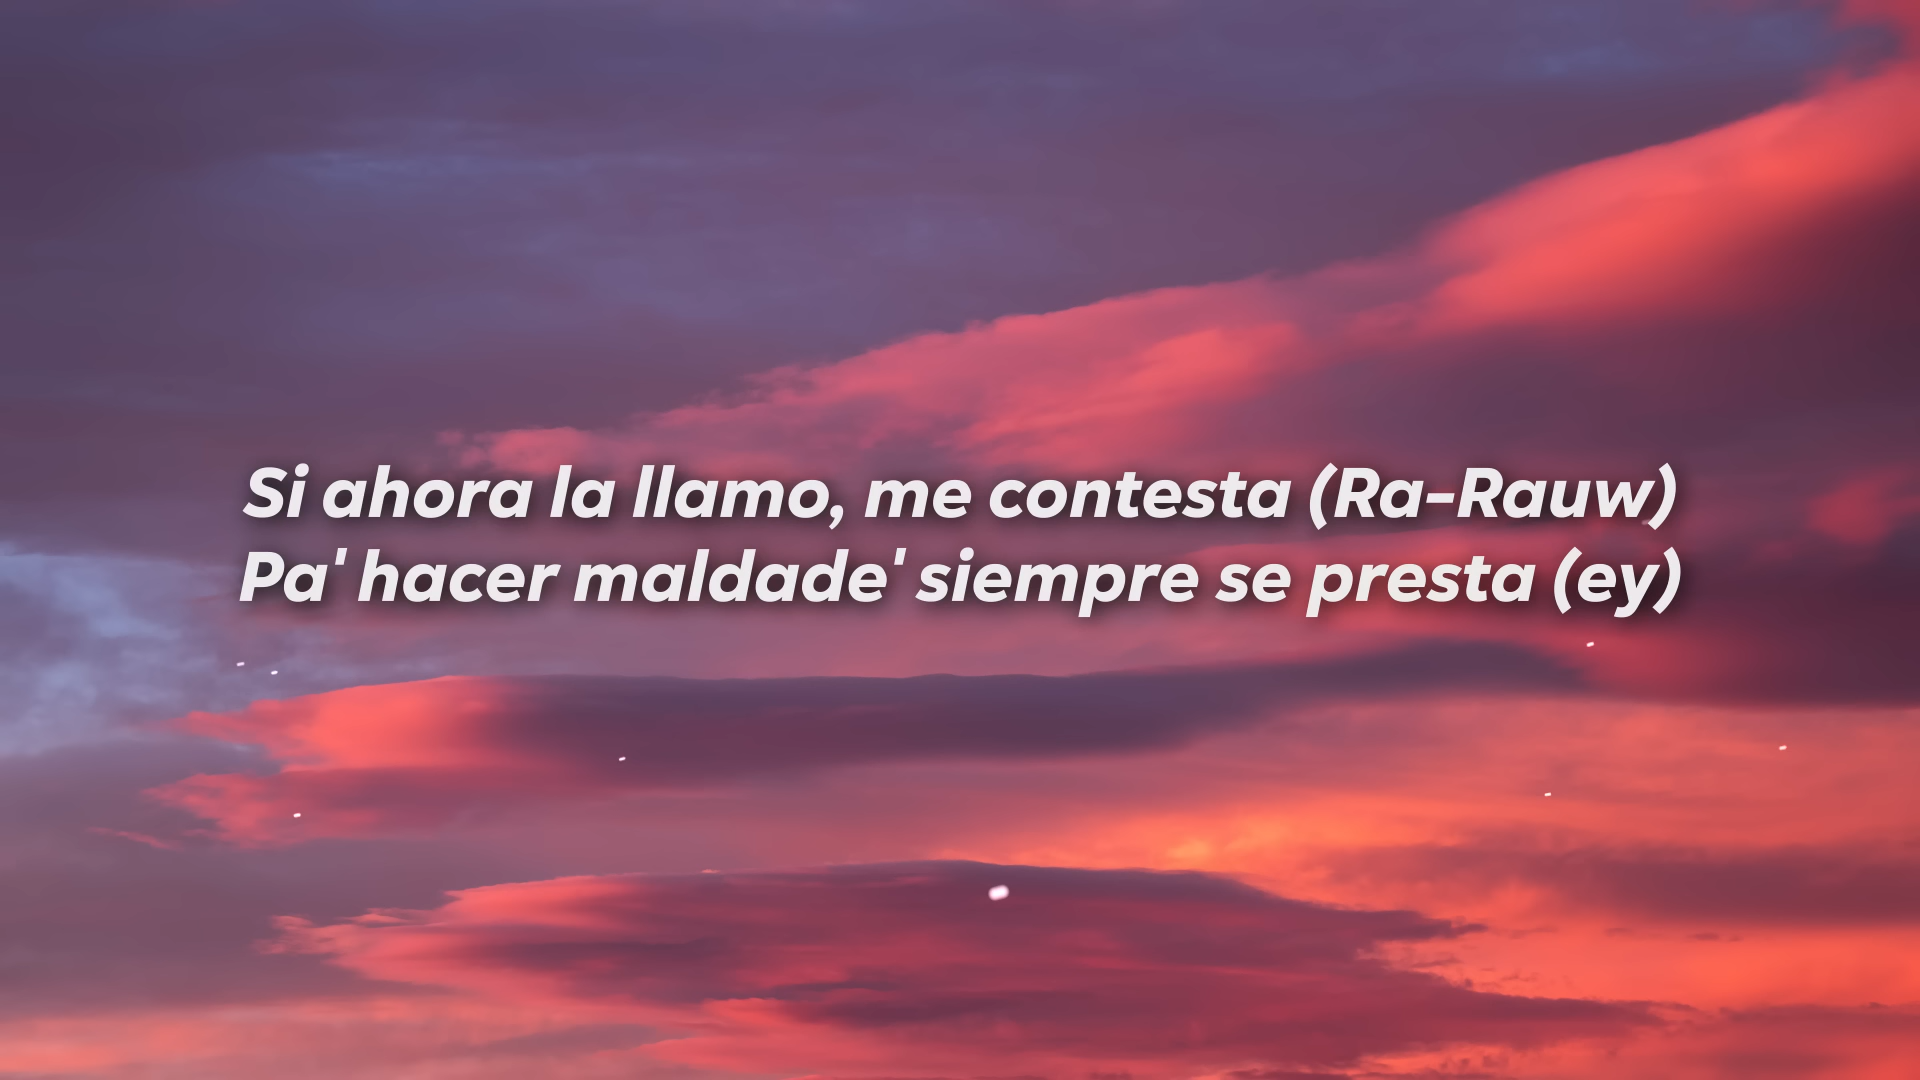 Si ahora la llamo, me contesta (Ra-Rauw)
Pa' hacer maldade' siempre se presta (ey)